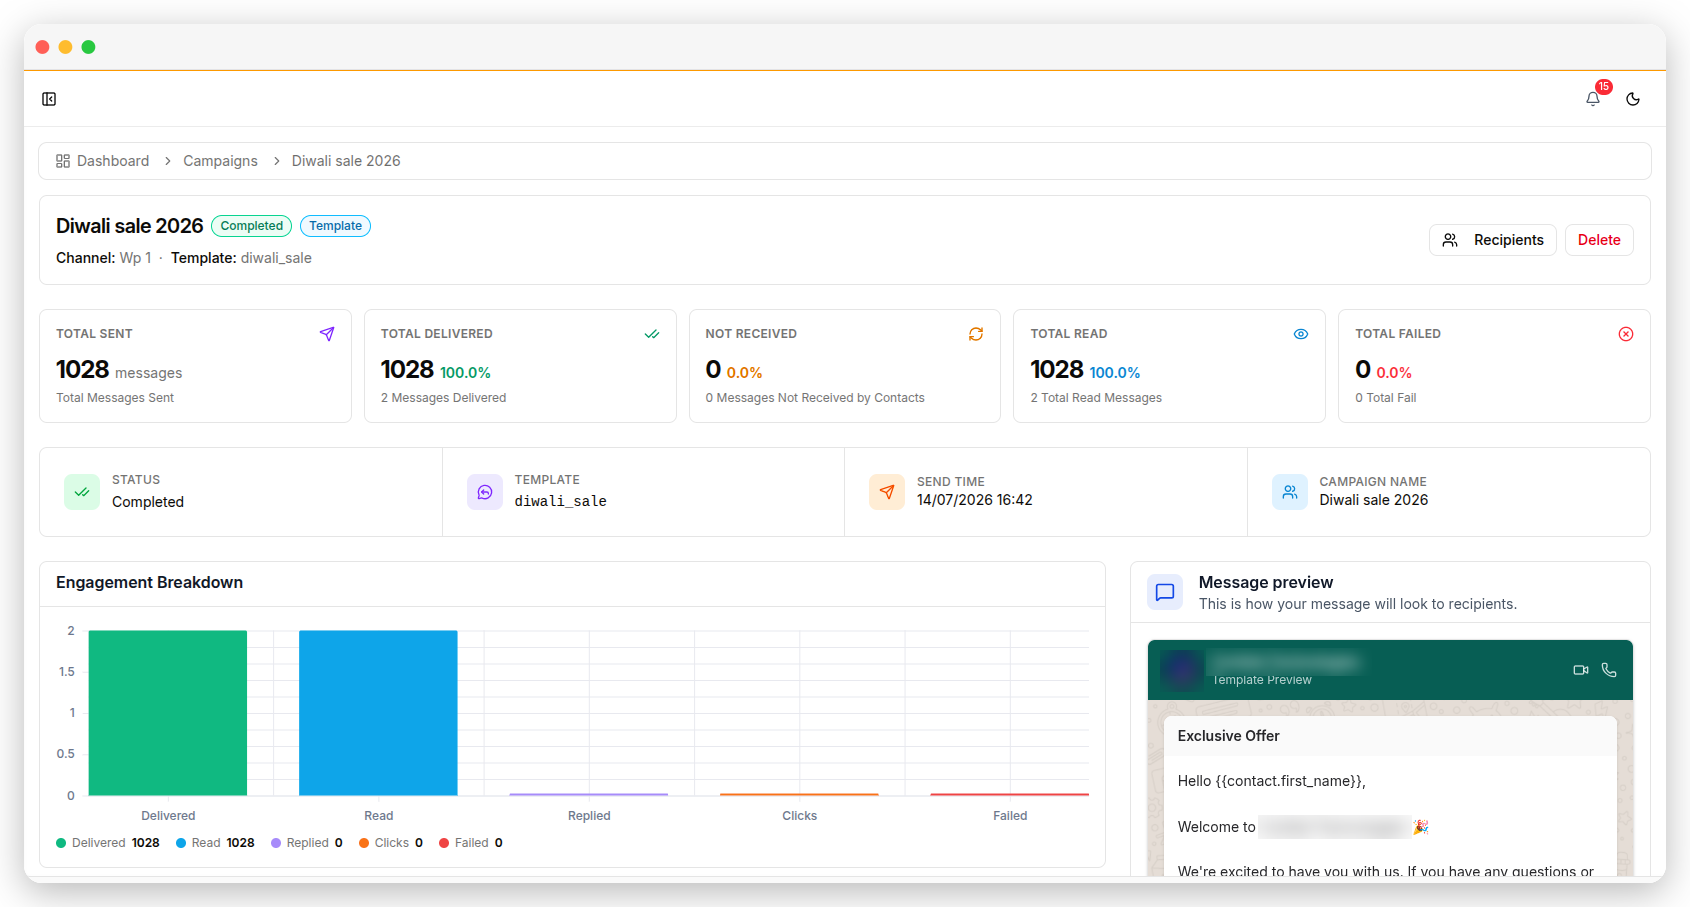 15
Dashboard > Campaigns > Diwali sale 2026
Diwali sale 2026 Completed Template
Channel: Wp 1 · Template: diwali_sale
Recipients Delete
TOTAL SENT
1028 messages
Total Messages Sent
TOTAL DELIVERED
1028 100.0%
2 Messages Delivered
NOT RECEIVED
0 0.0%
0 Messages Not Received by Contacts
TOTAL READ
1028 100.0%
2 Total Read Messages
TOTAL FAILED
0 0.0%
0 Total Fail
STATUS
Completed
TEMPLATE
diwali_sale
SEND TIME
14/07/2026 16:42
CAMPAIGN NAME
Diwali sale 2026
Engagement Breakdown
2
1.5
1
0.5
0
Delivered Read Replied Clicks Failed
Delivered 1028 Read 1028 Replied 0 Clicks 0 Failed 0
Message preview
This is how your message will look to recipients.
Template Preview
Exclusive Offer
Hello {{contact.first_name}},
Welcome to 🎉
We're excited to have you with us. If you have any questions or